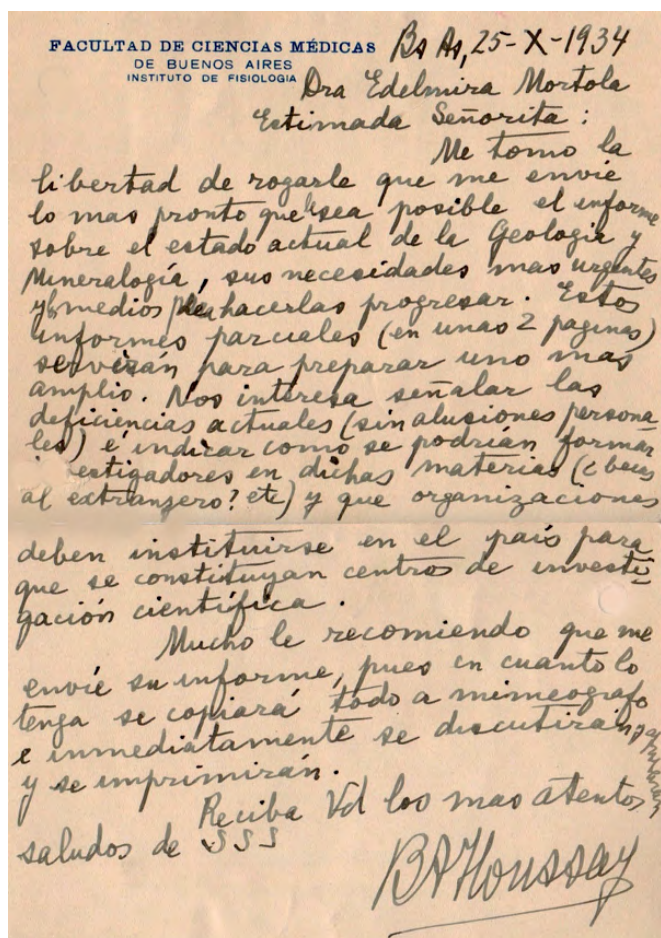 FACULTAD DE CIENCIAS MÉDICAS
DE BUENOS AIRES
INSTITUTO DE FISIOLOGIA
Bs As, 25-X-1934
Dra Edelmira Mortola
Estimada Señorita:
Me tomo la
libertad de rogarle que me envie
lo mas pronto que sea posible el informe
sobre el estado actual de la Geologia y
Mineralogía, sus necesidades mas urgentes
y medios de hacerlas progresar. Estos
informes parciales (en unas 2 paginas)
servirán para preparar uno mas
amplio. Nos interesa señalar las
deficiencias actuales (sin alusiones persona-
les) é indicar como se podrían formar
estigadores en dichas materias (¿becas
al extranjero? etc) y que organizaciones
deben instituirse en el país para
que se constituyan centros de investi-
gación científica.
Mucho le recomiendo que me
envíe su informe, pues en cuanto lo
tenga se copiará todo a mimeografo
e inmediatamente se discutirán
y se imprimirán.
Reciba Vd los mas atentos
saludos de SSS
BAHoussay